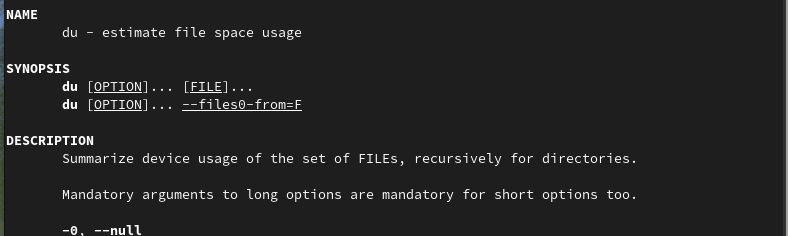 NAME
du - estimate file space usage
SYNOPSIS
du [OPTION]... [FILE]...
du [OPTION]... --files0-from=F
DESCRIPTION
Summarize device usage of the set of FILEs, recursively for directories.
Mandatory arguments to long options are mandatory for short options too.
-0, --null